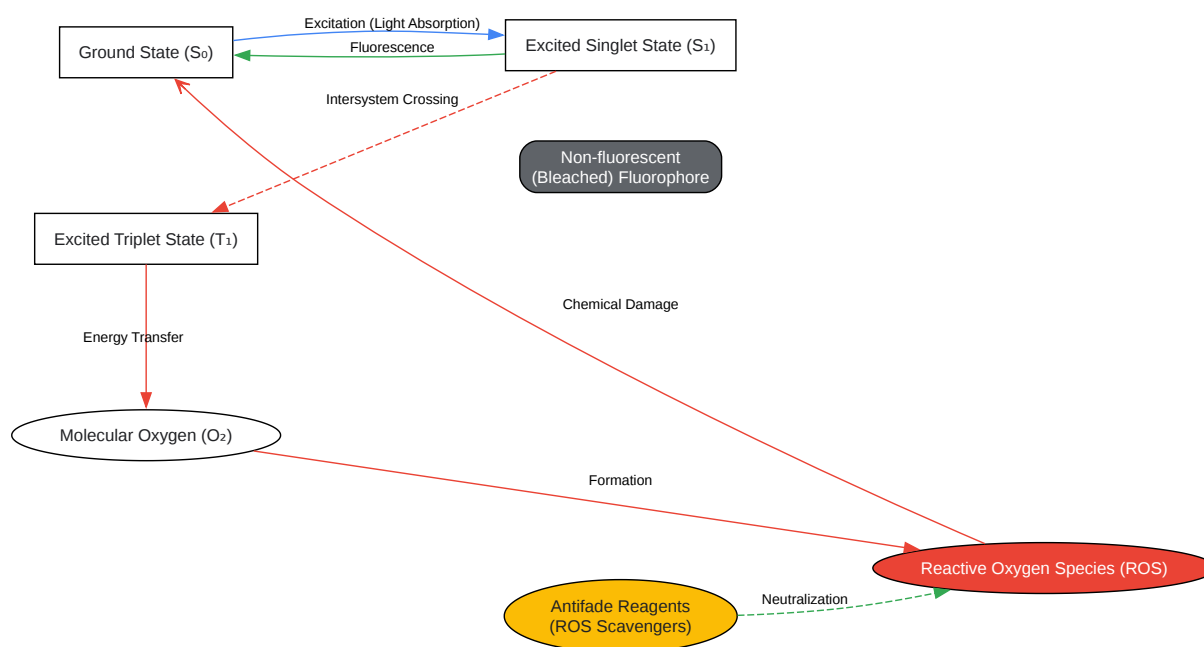 Excitation (Light Absorption)
Ground State (S₀)
Fluorescence
Excited Singlet State (S₁)
Intersystem Crossing
Non-fluorescent
(Bleached) Fluorophore
Excited Triplet State (T₁)
Chemical Damage
Energy Transfer
Molecular Oxygen (O₂)
Formation
Reactive Oxygen Species (ROS)
Antifade Reagents
(ROS Scavengers)
Neutralization